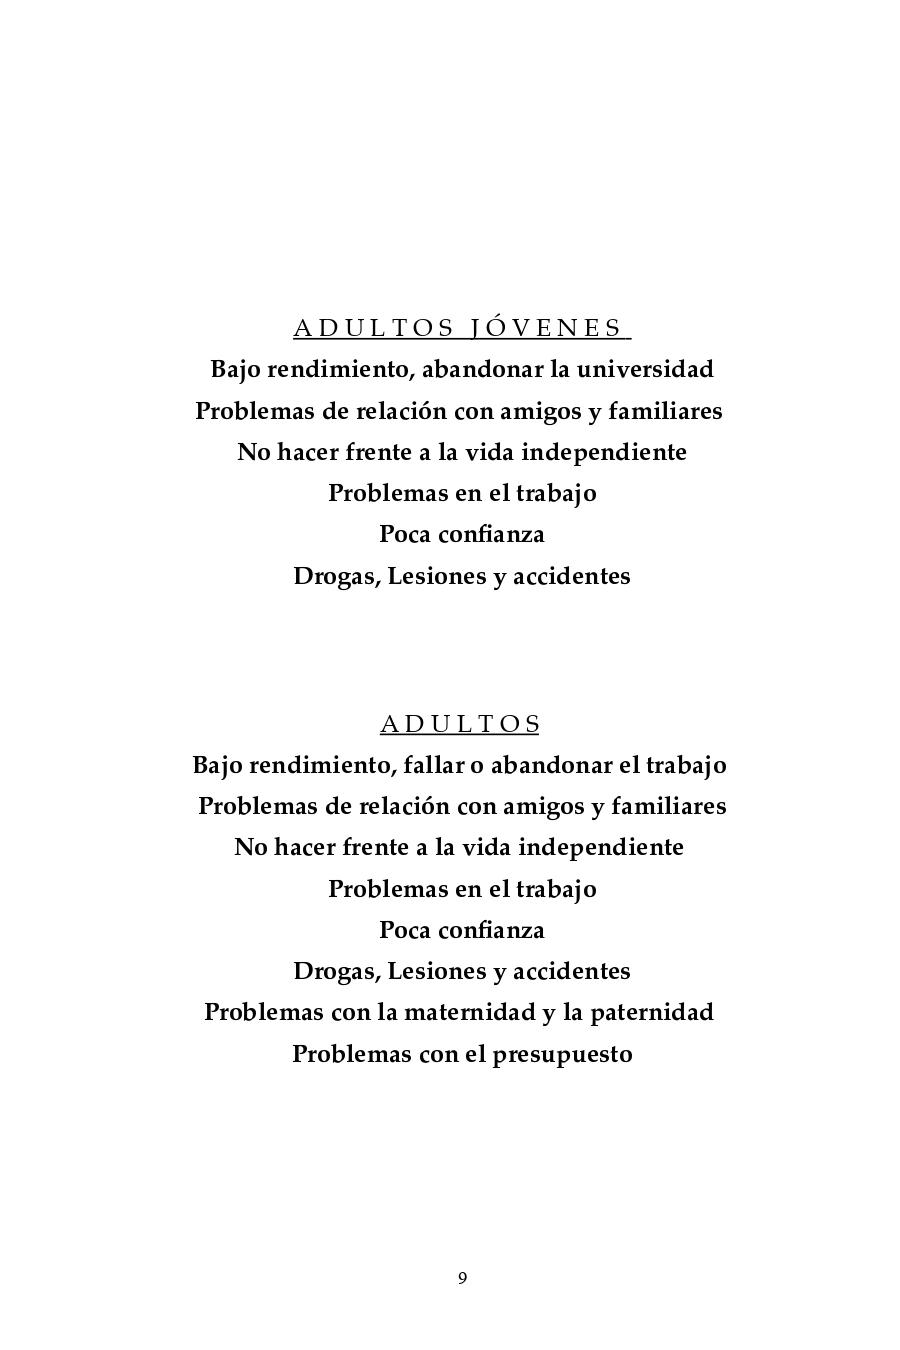 ADULTOS JÓVENES
Bajo rendimiento, abandonar la universidad
Problemas de relación con amigos y familiares
No hacer frente a la vida independiente
Problemas en el trabajo
Poca confianza
Drogas, Lesiones y accidentes
ADULTOS
Bajo rendimiento, fallar o abandonar el trabajo
Problemas de relación con amigos y familiares
No hacer frente a la vida independiente
Problemas en el trabajo
Poca confianza
Drogas, Lesiones y accidentes
Problemas con la maternidad y la paternidad
Problemas con el presupuesto
9